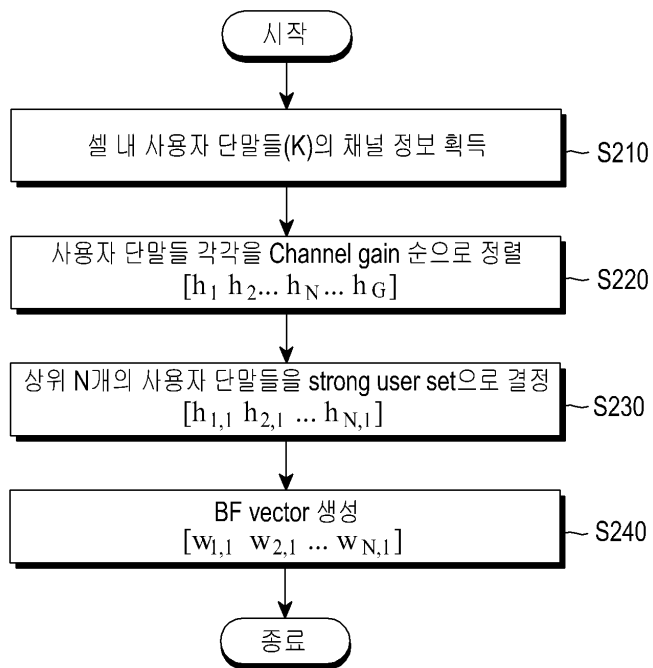 시작
셀 내 사용자 단말들(K)의 채널 정보 획득
S210
사용자 단말들 각각을 Channel gain 순으로 정렬
[h₁ h₂... h_N... h_G]
S220
상위 N개의 사용자 단말들을 strong user set으로 결정
[h₁,₁ h₂,₁ ... h_N,₁]
S230
BF vector 생성
[w₁,₁ w₂,₁ ... w_N,₁]
S240
종료